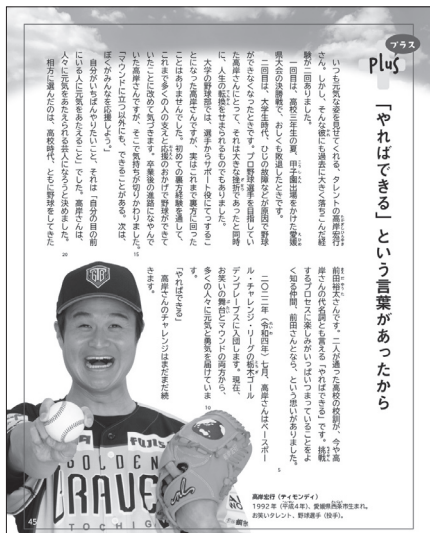 プラス
Plus
「やればできる」という言葉があったから
いつも元気な姿を見せてくれる、タレントの高岸宏行
さん。しかし、そんな彼にも過去に大きく落ちこんだ経
験が二回ありました。
一回目は、高校三年生の夏、甲子園出場をかけた愛媛
県大会の決勝戦で、おしくも敗退したときです。
二回目は、大学生時代、ひじの故障などが原因で野球
ができなくなったときです。プロ野球選手を目指してい
た高岸さんにとって、それは大きな挫折であったと同時
に、人生の転換をせまられるものでもありました。
大学の野球部では、選手からサポート役にてっするこ
とになった高岸さんですが、実はこれまで裏方に回った
ことはありませんでした。初めての裏方経験を通して、
これまで多くの人の支えと応援のおかげで野球ができて
いたことに改めて気づきます。卒業後の進路になやんで
いた高岸さんですが、そこで気持ちが切りかわりました。
15
「マウンドに立つ以外にも、できることがある。次は、
ぼくがみんなを応援しよう。」
自分がいちばんやりたいこと、それは「自分の目の前
にいる人に元気をあたえること」でした。高岸さんは、
人々に元気をあたえられる芸人になろうと決めました。
20
相方に選んだのは、高校時代、ともに野球をしてきた
前田裕太さんです。二人が通った高校の校訓が、今や高
岸さんの代名詞とも言える「やればできる」です。挑戦
するプロセスに楽しみがいっぱいつまっていることをよ
く知る仲間、前田さんとなら、という思いがありました。
5
二〇二二年（令和四年）七月、高岸さんはベースボー
ル・チャレンジ・リーグの栃木ゴール
デンブレーブスに入団します。現在、
お笑いの舞台とマウンドの両方から、
多くの人々に元気と勇気を届けていま
10
す。
「やればできる」
高岸さんのチャレンジはまだまだ続
きます。
GOLDEN
BRAVE
TOCHIG
高岸宏行（ティモンディ）
1992年（平成4年）、愛媛県西条市生まれ。
お笑いタレント、野球選手（投手）。
45